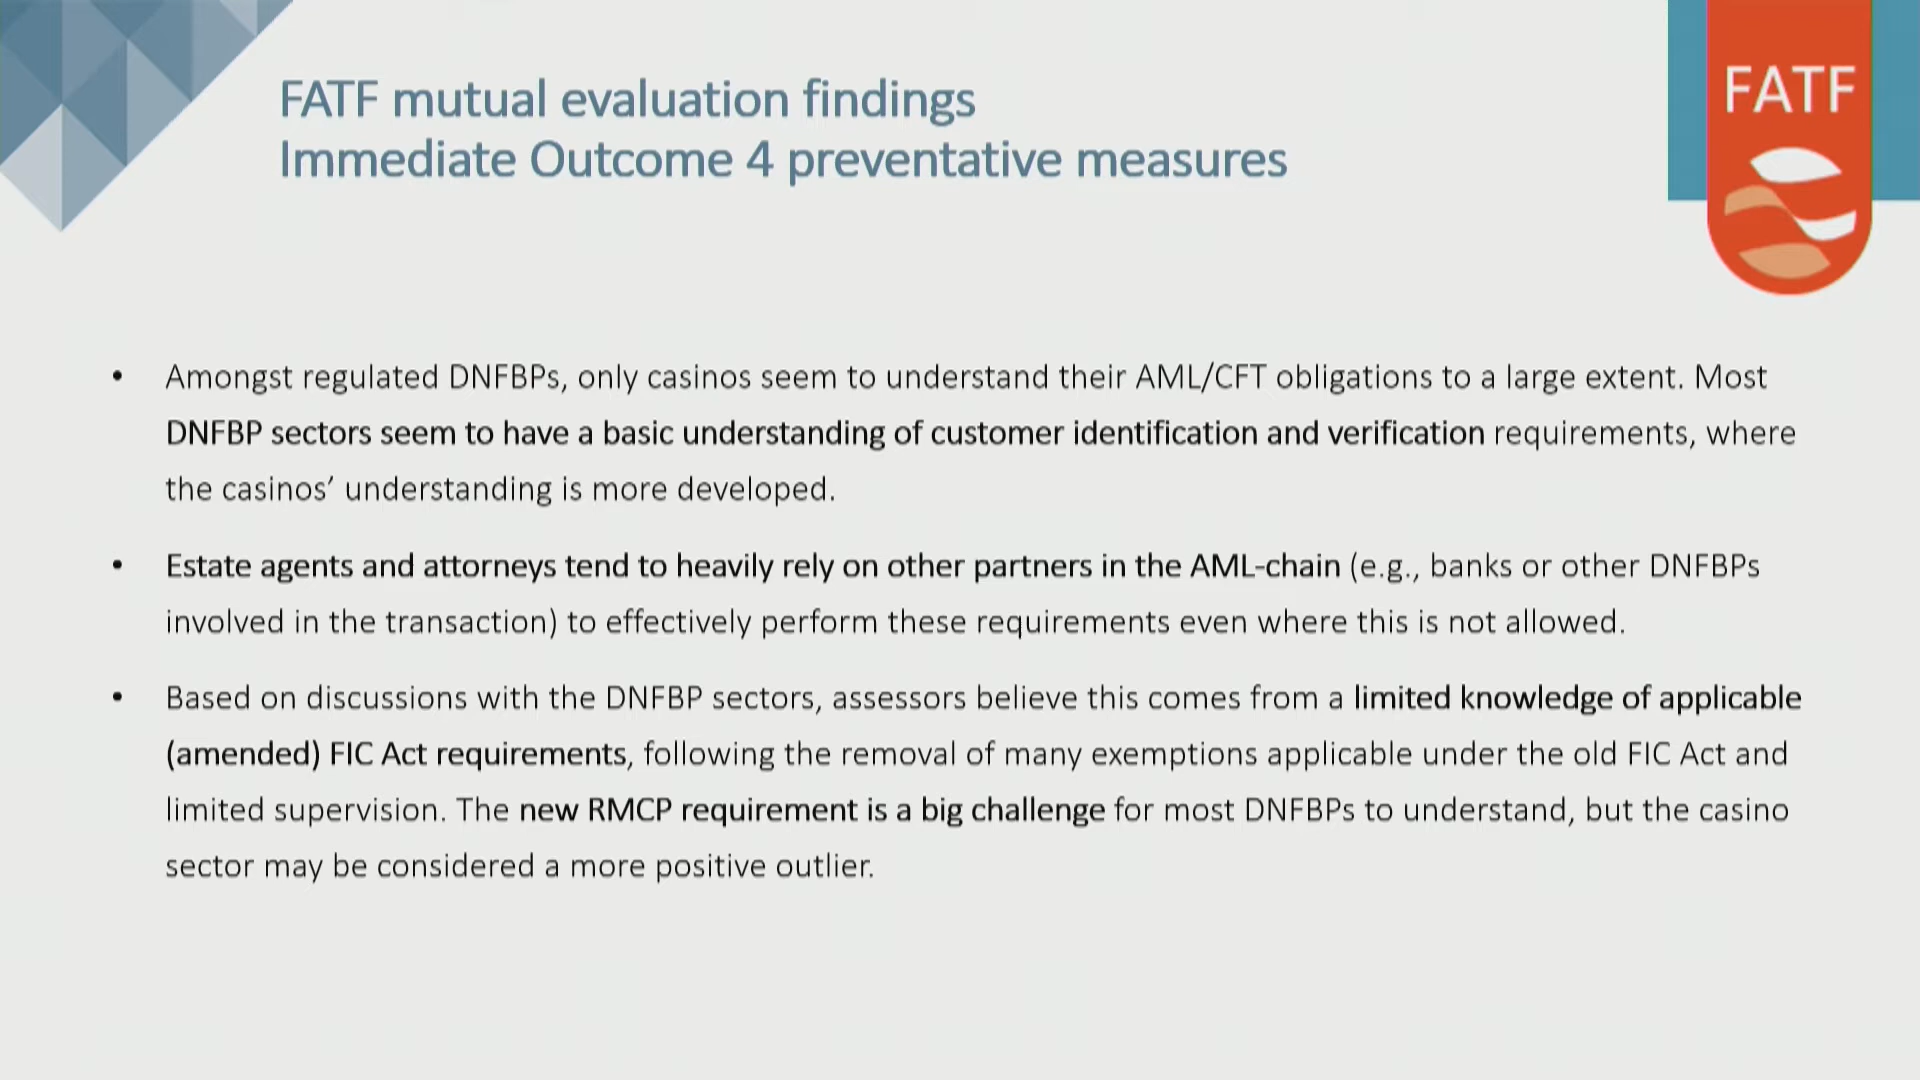 FATF mutual evaluation findings
Immediate Outcome 4 preventative measures
FATF
• Amongst regulated DNFBPs, only casinos seem to understand their AML/CFT obligations to a large extent. Most
DNFBP sectors seem to have a basic understanding of customer identification and verification requirements, where
the casinos’ understanding is more developed.
• Estate agents and attorneys tend to heavily rely on other partners in the AML-chain (e.g., banks or other DNFBPs
involved in the transaction) to effectively perform these requirements even where this is not allowed.
• Based on discussions with the DNFBP sectors, assessors believe this comes from a limited knowledge of applicable
(amended) FIC Act requirements, following the removal of many exemptions applicable under the old FIC Act and
limited supervision. The new RMCP requirement is a big challenge for most DNFBPs to understand, but the casino
sector may be considered a more positive outlier.